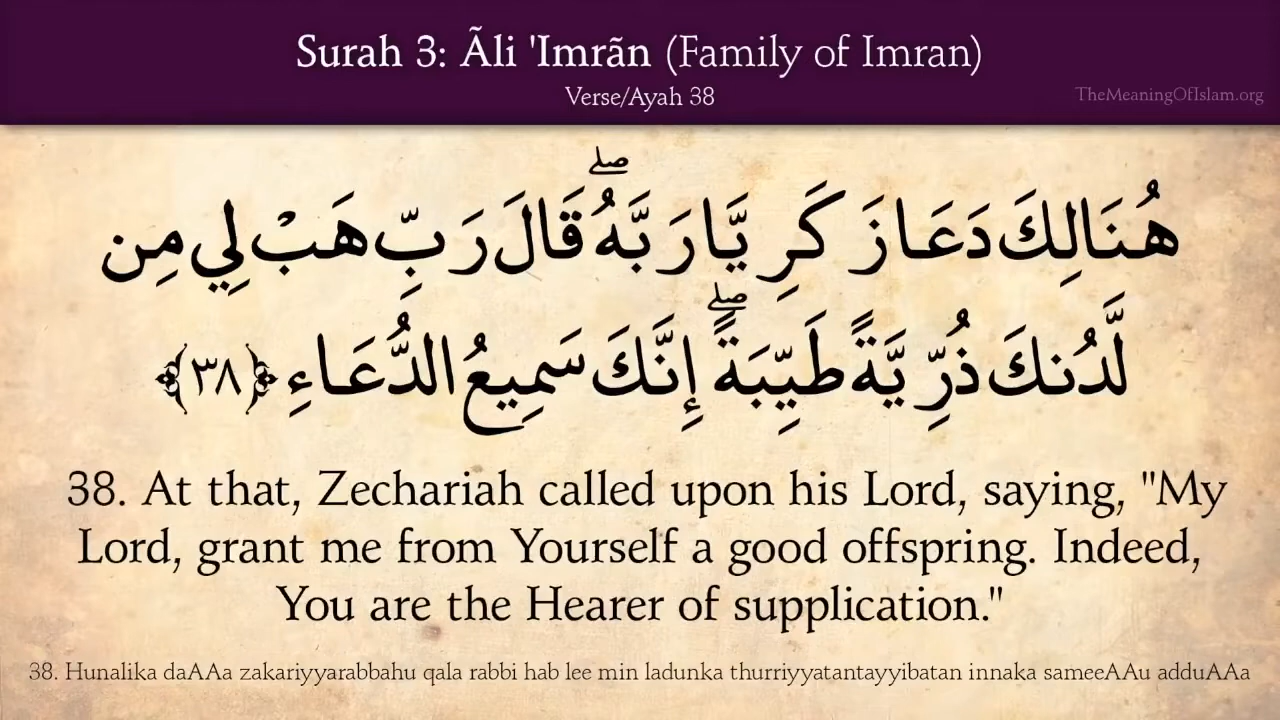 Surah 3: Ãli 'Imrãn (Family of Imran)
Verse/Ayah 38
TheMeaningOfIslam.org
هُنَالِكَ دَعَا زَكَرِيَّا رَبَّهُ ۖ قَالَ رَبِّ هَبْ لِي مِن
لَّدُنكَ ذُرِّيَّةً طَيِّبَةً ۖ إِنَّكَ سَمِيعُ الدُّعَاءِ ﴿٣٨﴾
38. At that, Zechariah called upon his Lord, saying, "My
Lord, grant me from Yourself a good offspring. Indeed,
You are the Hearer of supplication."
38. Hunalika daAAa zakariyyarabbahu qala rabbi hab lee min ladunka thurriyyatantayyibatan innaka sameeAAu adduAAa